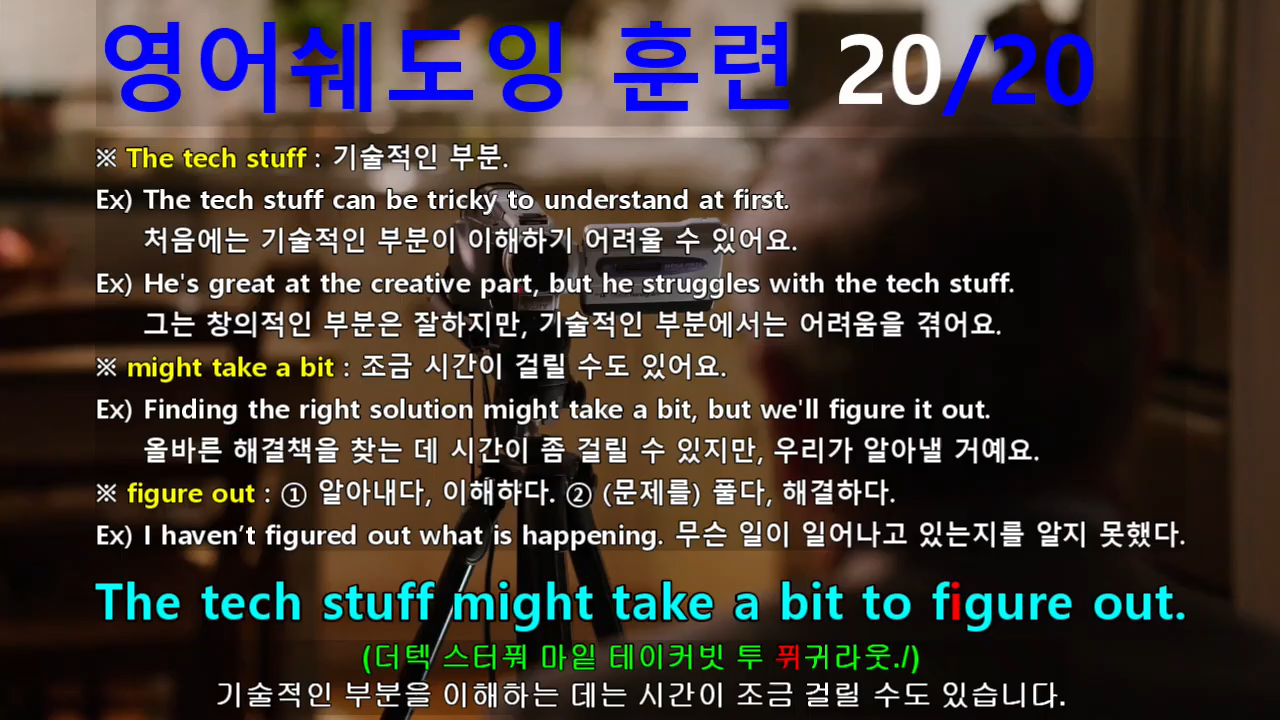 영어쉐도잉 훈련 20/20
※ The tech stuff : 기술적인 부분.
Ex) The tech stuff can be tricky to understand at first.
처음에는 기술적인 부분이 이해하기 어려울 수 있어요.
Ex) He's great at the creative part, but he struggles with the tech stuff.
그는 창의적인 부분은 잘하지만, 기술적인 부분에서는 어려움을 겪어요.
※ might take a bit : 조금 시간이 걸릴 수도 있어요.
Ex) Finding the right solution might take a bit, but we'll figure it out.
올바른 해결책을 찾는 데 시간이 좀 걸릴 수 있지만, 우리가 알아낼 거예요.
※ figure out : ① 알아내다, 이해햐다. ② (문제를) 풀다, 해결하다.
Ex) I haven’t figured out what is happening. 무슨 일이 일어나고 있는지를 알지 못했다.
The tech stuff might take a bit to figure out.
(더텍 스터풔 마일 테이커빗 투 퓌귀라웃./)
기술적인 부분을 이해하는 데는 시간이 조금 걸릴 수도 있습니다.